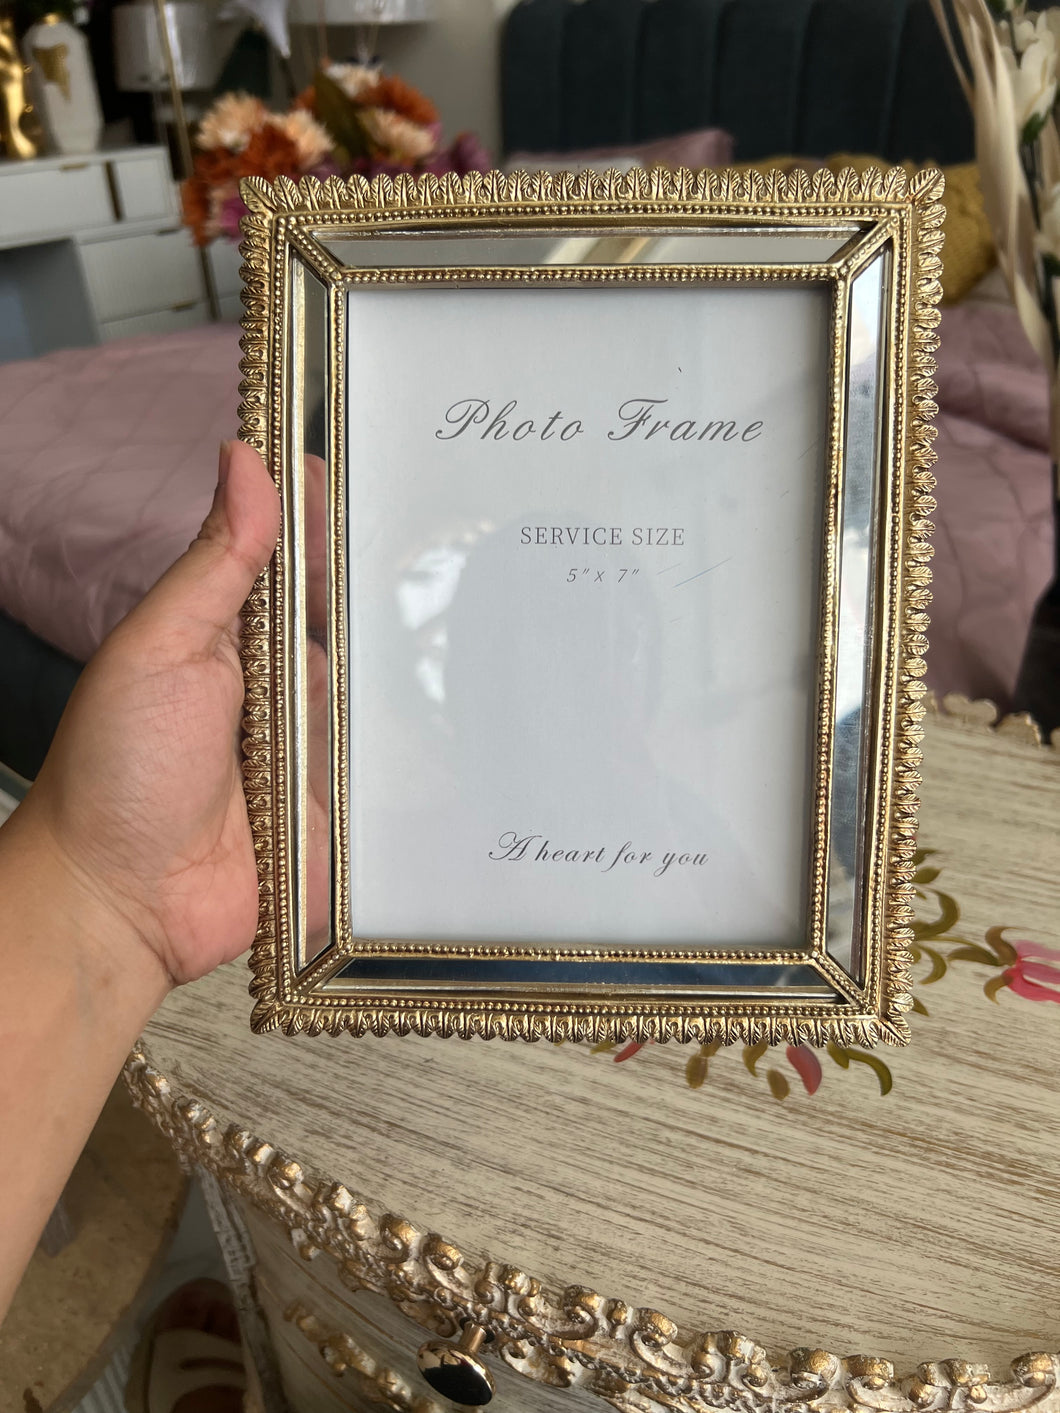 Photo Frame
SERVICE SIZE
5" x 7"
A heart for you